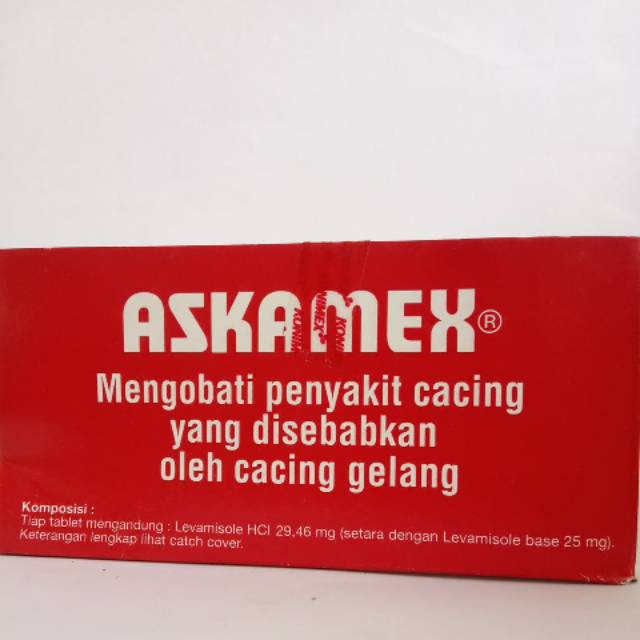 ASKAMEX®
Mengobati penyakit cacing
yang disebabkan
oleh cacing gelang
Komposisi :
Tiap tablet mengandung : Levamisole HCl 29,46 mg (setara dengan Levamisole base 25 mg).
Keterangan lengkap lihat catch cover.